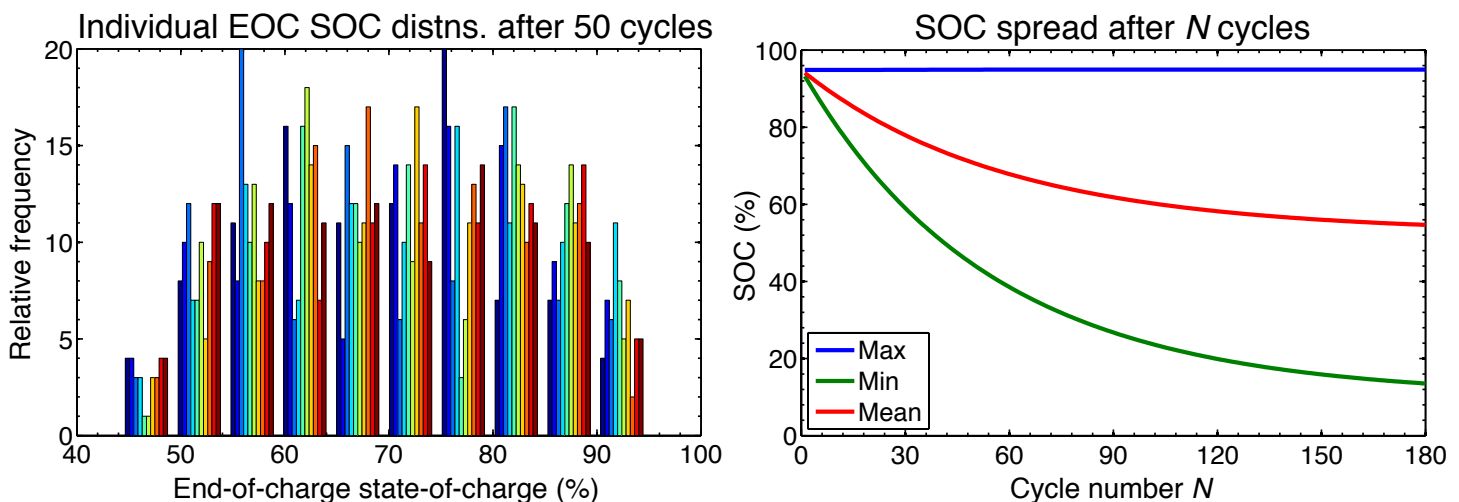 Individual EOC SOC distns. after 50 cycles
20
15
10
5
0
Relative frequency
40 50 60 70 80 90 100
End-of-charge state-of-charge (%)
SOC spread after N cycles
100
80
60
40
20
0
SOC (%)
Max
Min
Mean
0 30 60 90 120 150 180
Cycle number N